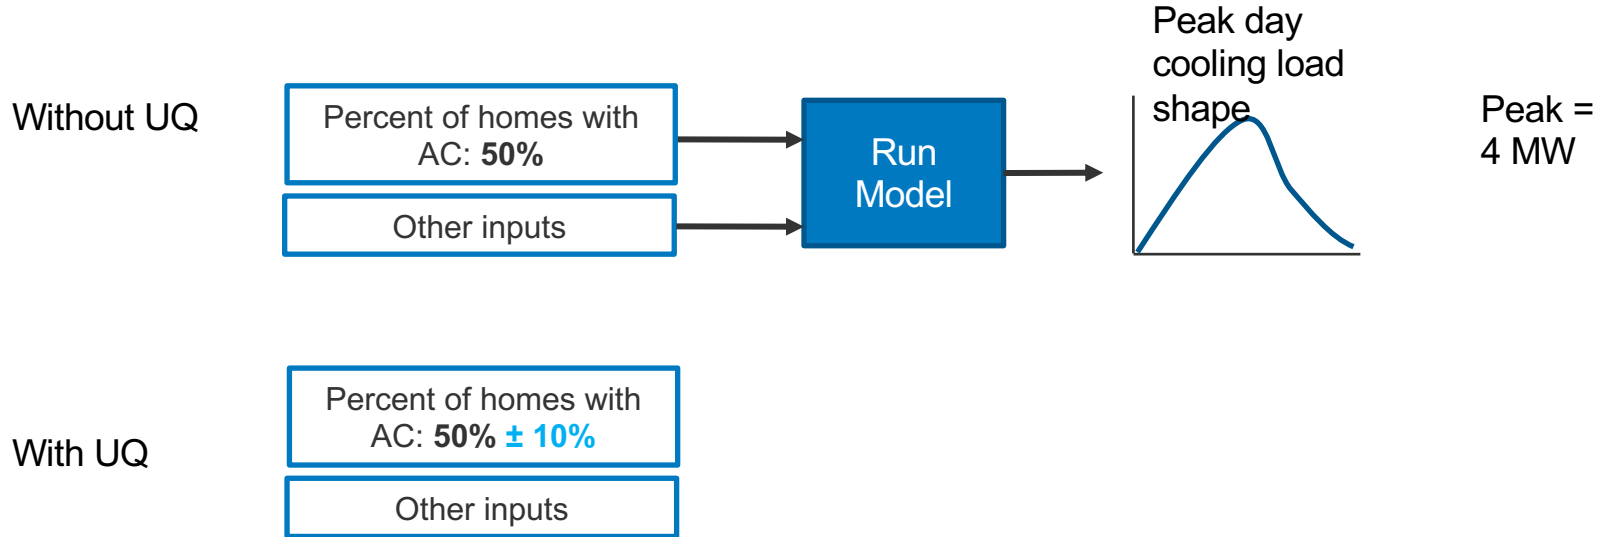 Without UQ
Percent of homes with
AC: 50%
Other inputs
Run
Model
Peak day
cooling load
shape
Peak =
4 MW
With UQ
Percent of homes with
AC: 50% ± 10%
Other inputs